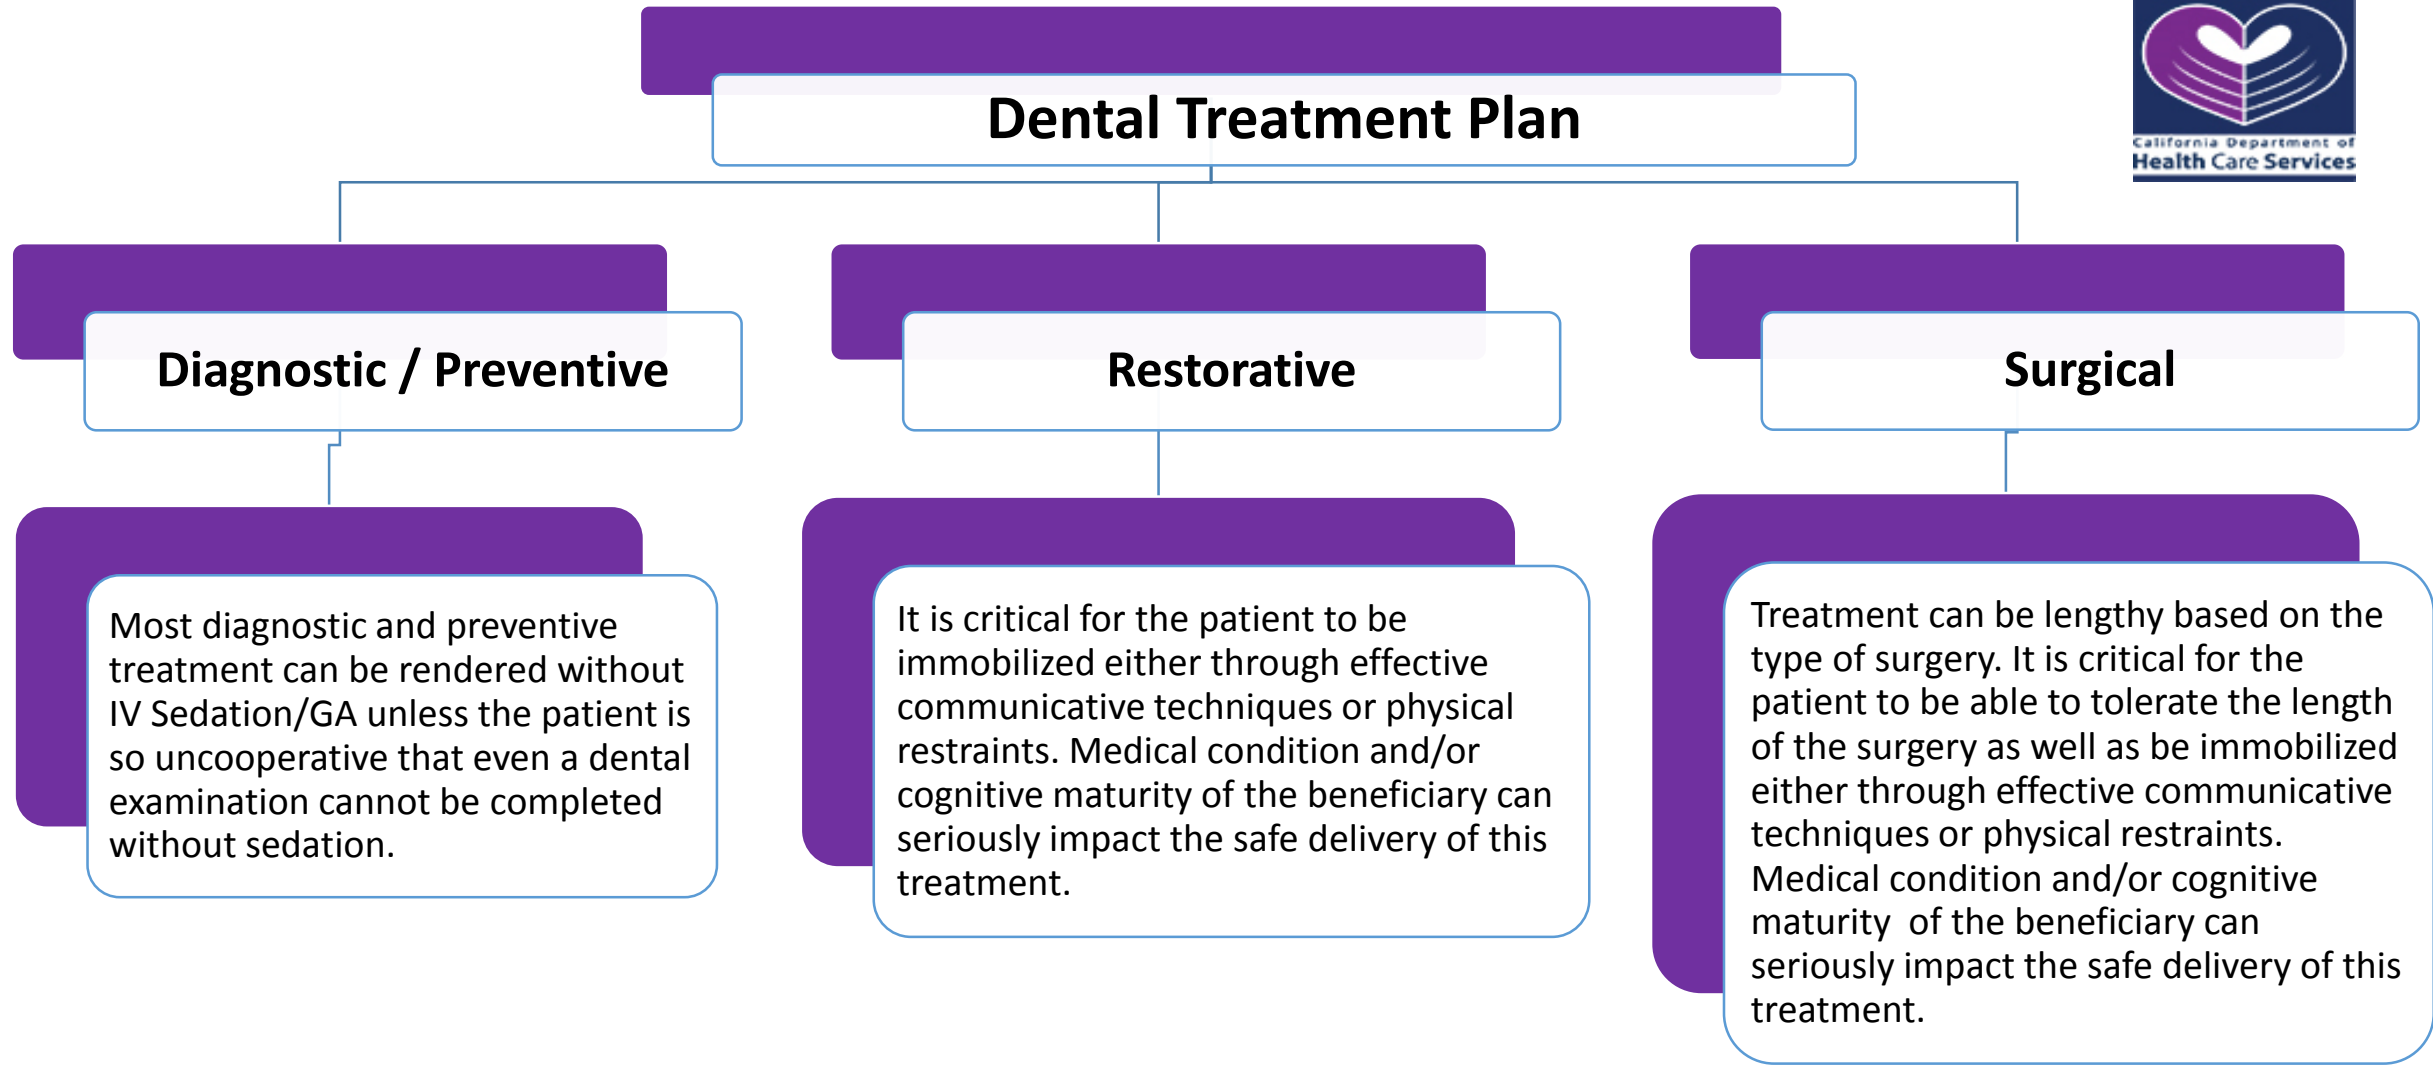 Dental Treatment Plan
California Department of
Health Care Services
Diagnostic / Preventive
Restorative
Surgical
Most diagnostic and preventive
treatment can be rendered without
IV Sedation/GA unless the patient is
so uncooperative that even a dental
examination cannot be completed
without sedation.
It is critical for the patient to be
immobilized either through effective
communicative techniques or physical
restraints. Medical condition and/or
cognitive maturity of the beneficiary can
seriously impact the safe delivery of this
treatment.
Treatment can be lengthy based on the
type of surgery. It is critical for the
patient to be able to tolerate the length
of the surgery as well as be immobilized
either through effective communicative
techniques or physical restraints.
Medical condition and/or cognitive
maturity  of the beneficiary can
seriously impact the safe delivery of this
treatment.